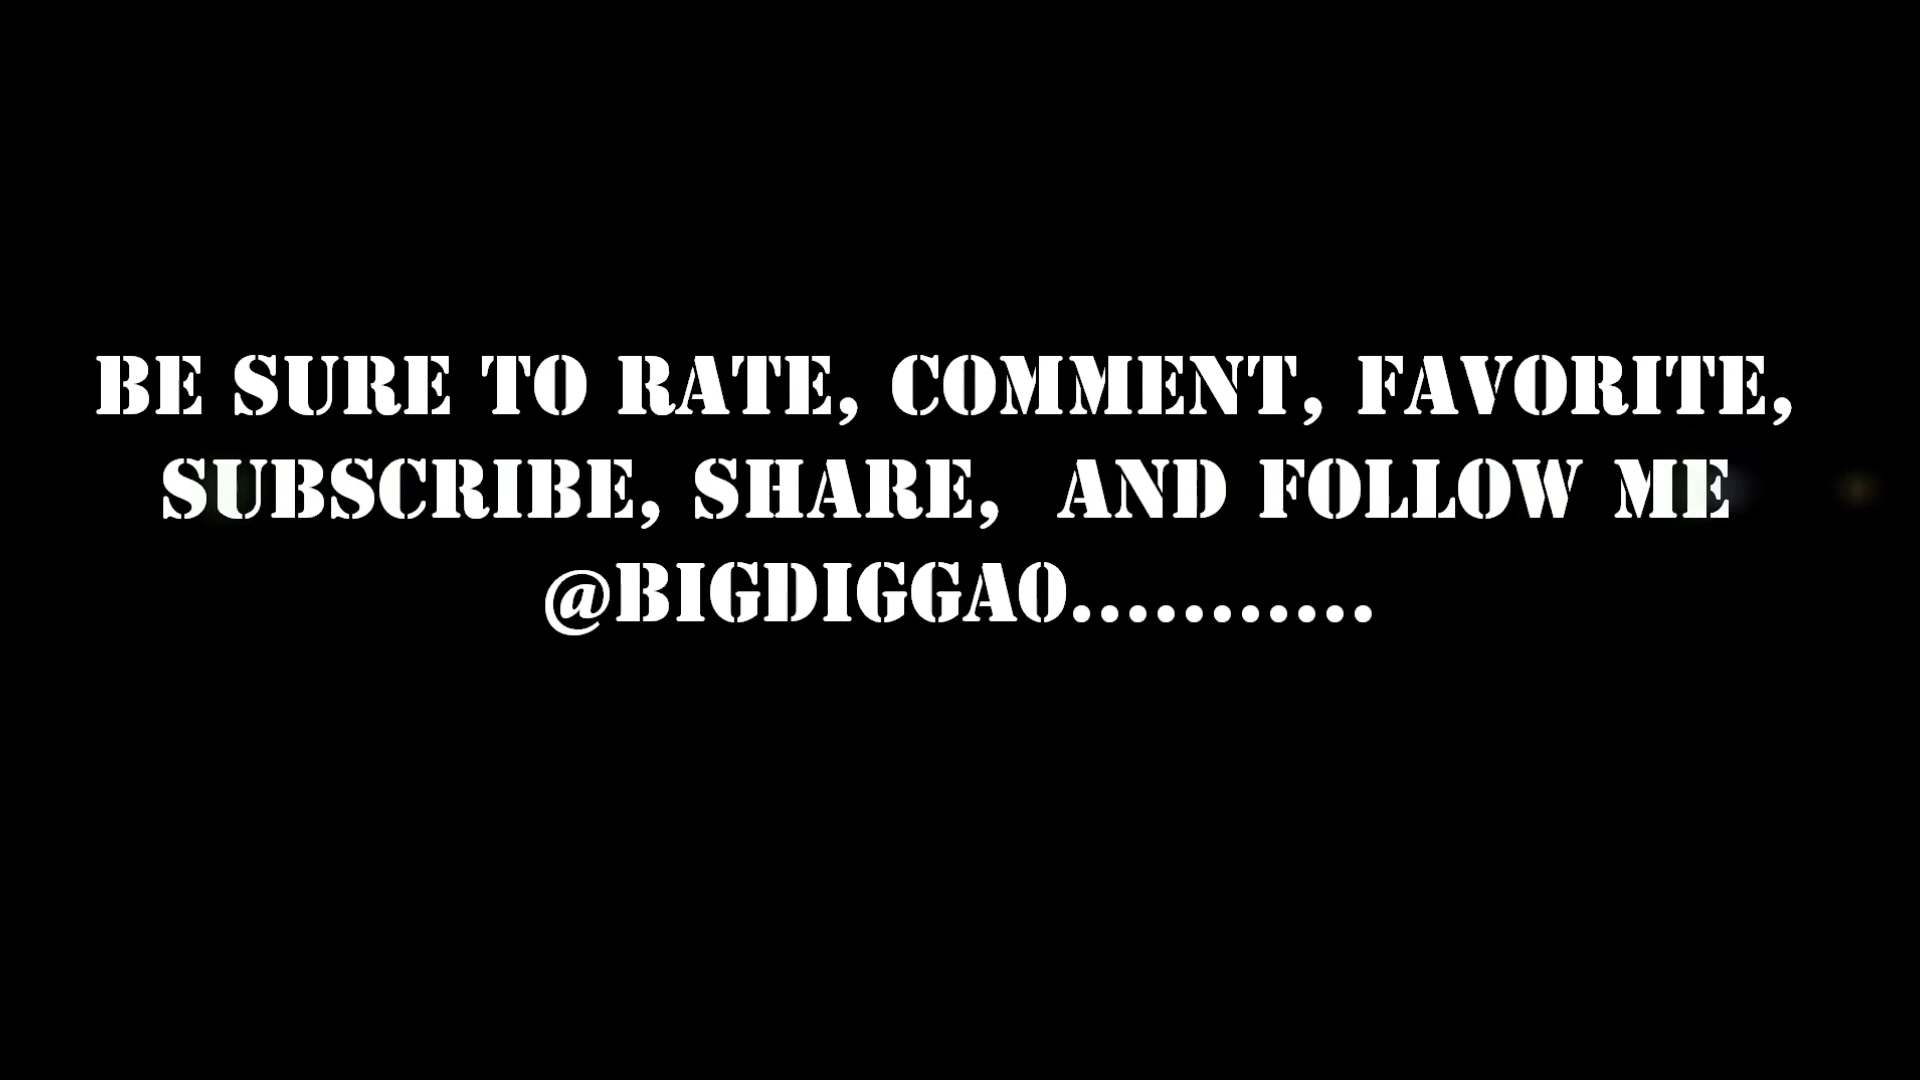 BE SURE TO RATE, COMMENT, FAVORITE,
SUBSCRIBE, SHARE,  AND FOLLOW ME
@BIGDIGGAO...........